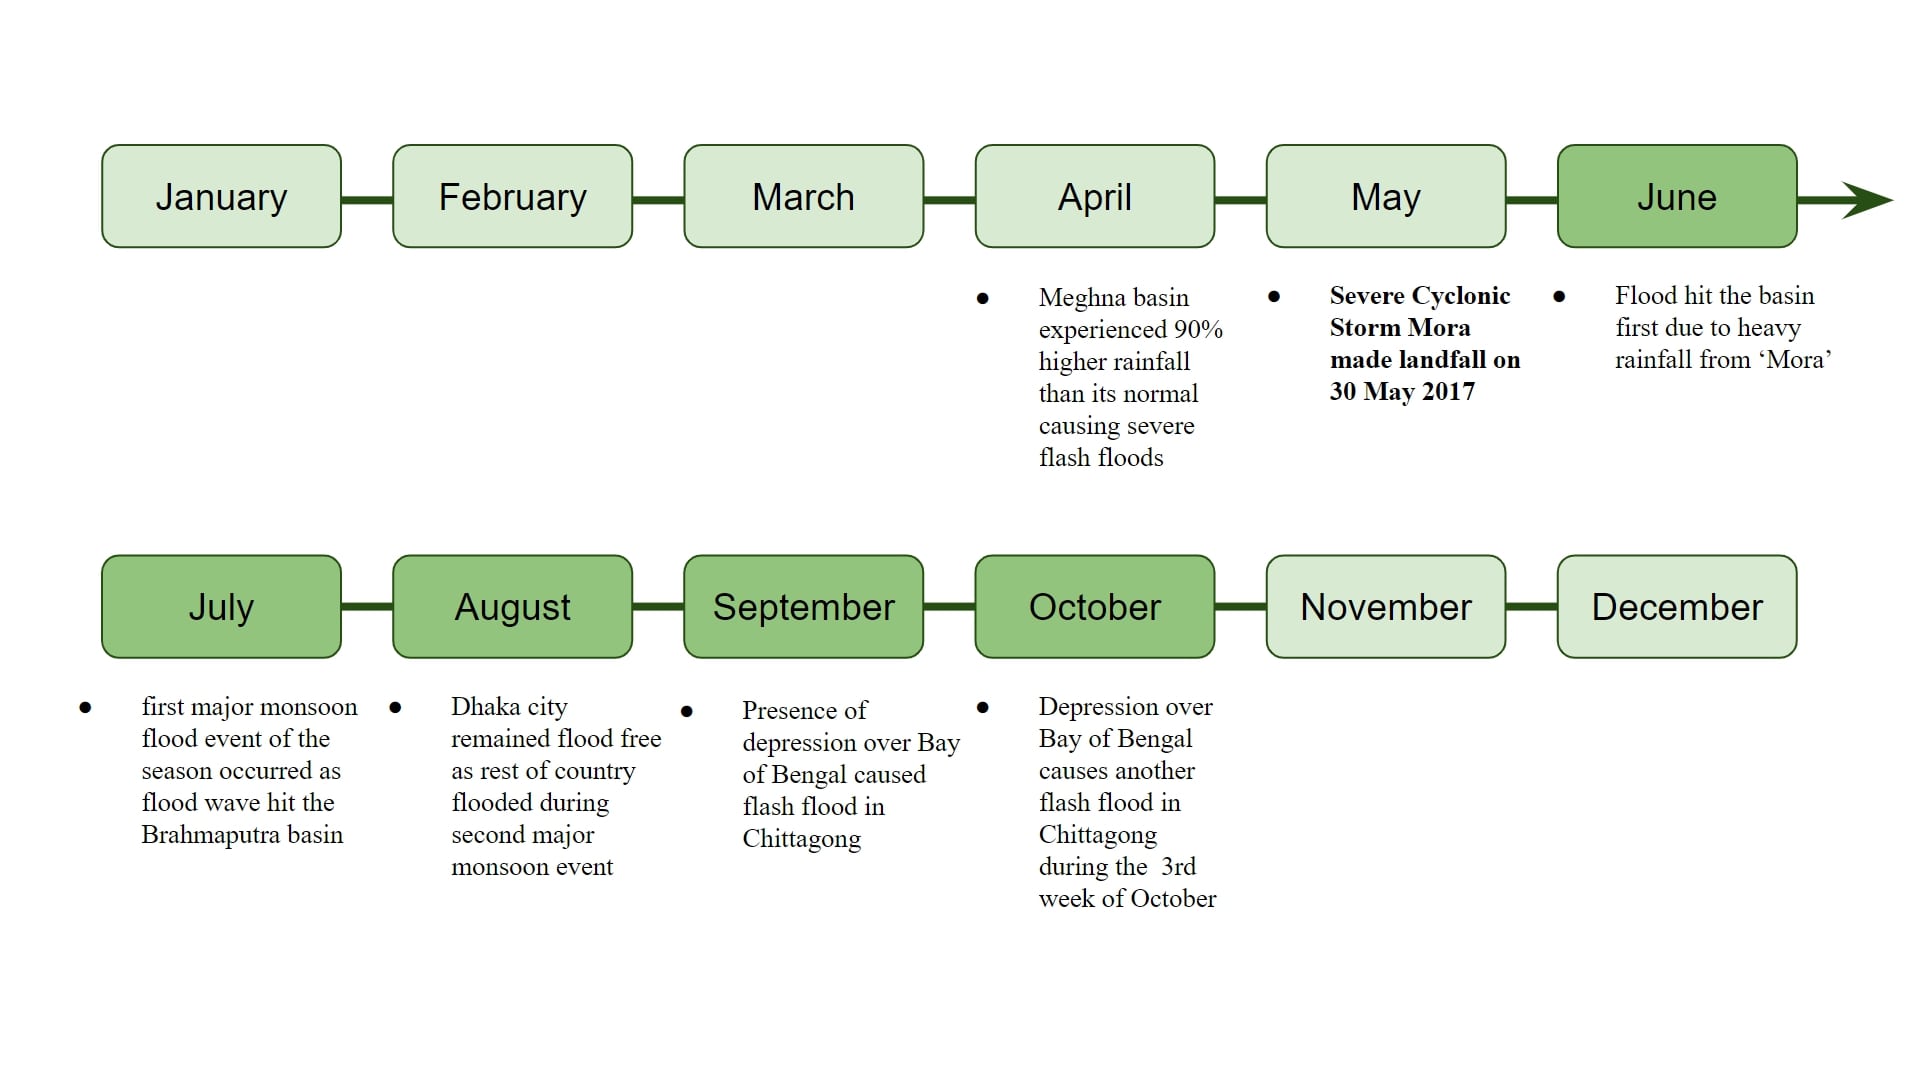 January
February
March
April
May
June
● Meghna basin
experienced 90%
higher rainfall
than its normal
causing severe
flash floods
● Severe Cyclonic
Storm Mora
made landfall on
30 May 2017
● Flood hit the basin
first due to heavy
rainfall from ‘Mora’
July
August
September
October
November
December
● first major monsoon
flood event of the
season occurred as
flood wave hit the
Brahmaputra basin
● Dhaka city
remained flood free
as rest of country
flooded during
second major
monsoon event
● Presence of
depression over Bay
of Bengal caused
flash flood in
Chittagong
● Depression over
Bay of Bengal
causes another
flash flood in
Chittagong
during the  3rd
week of October